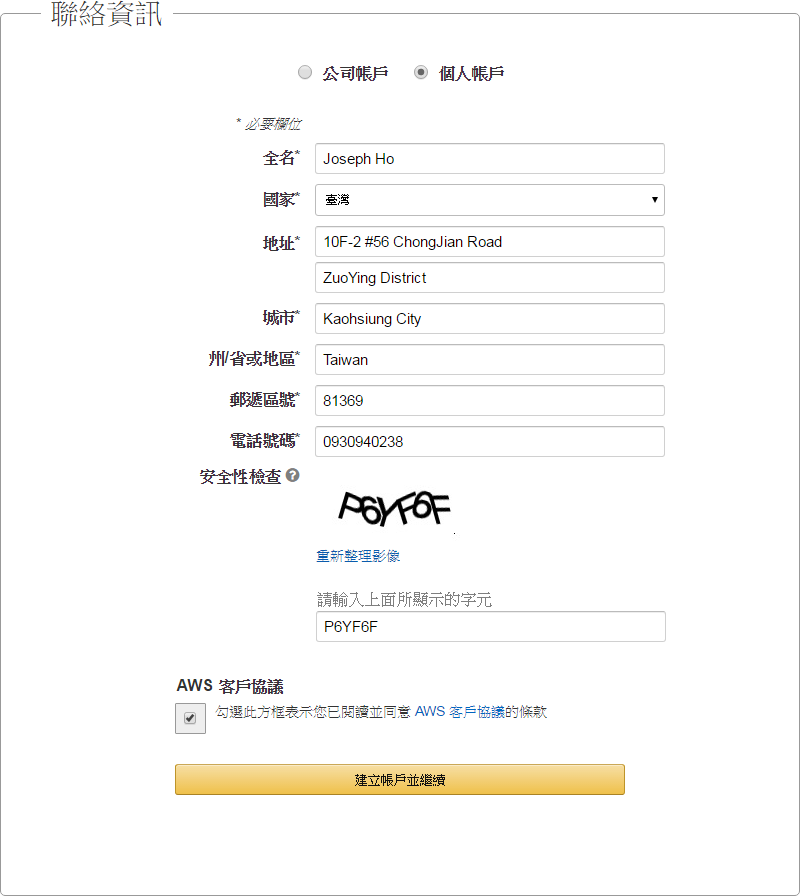 聯絡資訊
公司帳戶 個人帳戶
* 必要欄位
全名* Joseph Ho
國家* 臺灣
地址* 10F-2 #56 ChongJian Road
ZuoYing District
城市* Kaohsiung City
州/省或地區* Taiwan
郵遞區號* 81369
電話號碼* 0930940238
安全性檢查 ?
P6YF6F
重新整理影像
請輸入上面所顯示的字元
P6YF6F
AWS 客戶協議
勾選此方框表示您已閱讀並同意 AWS 客戶協議的條款
建立帳戶並繼續